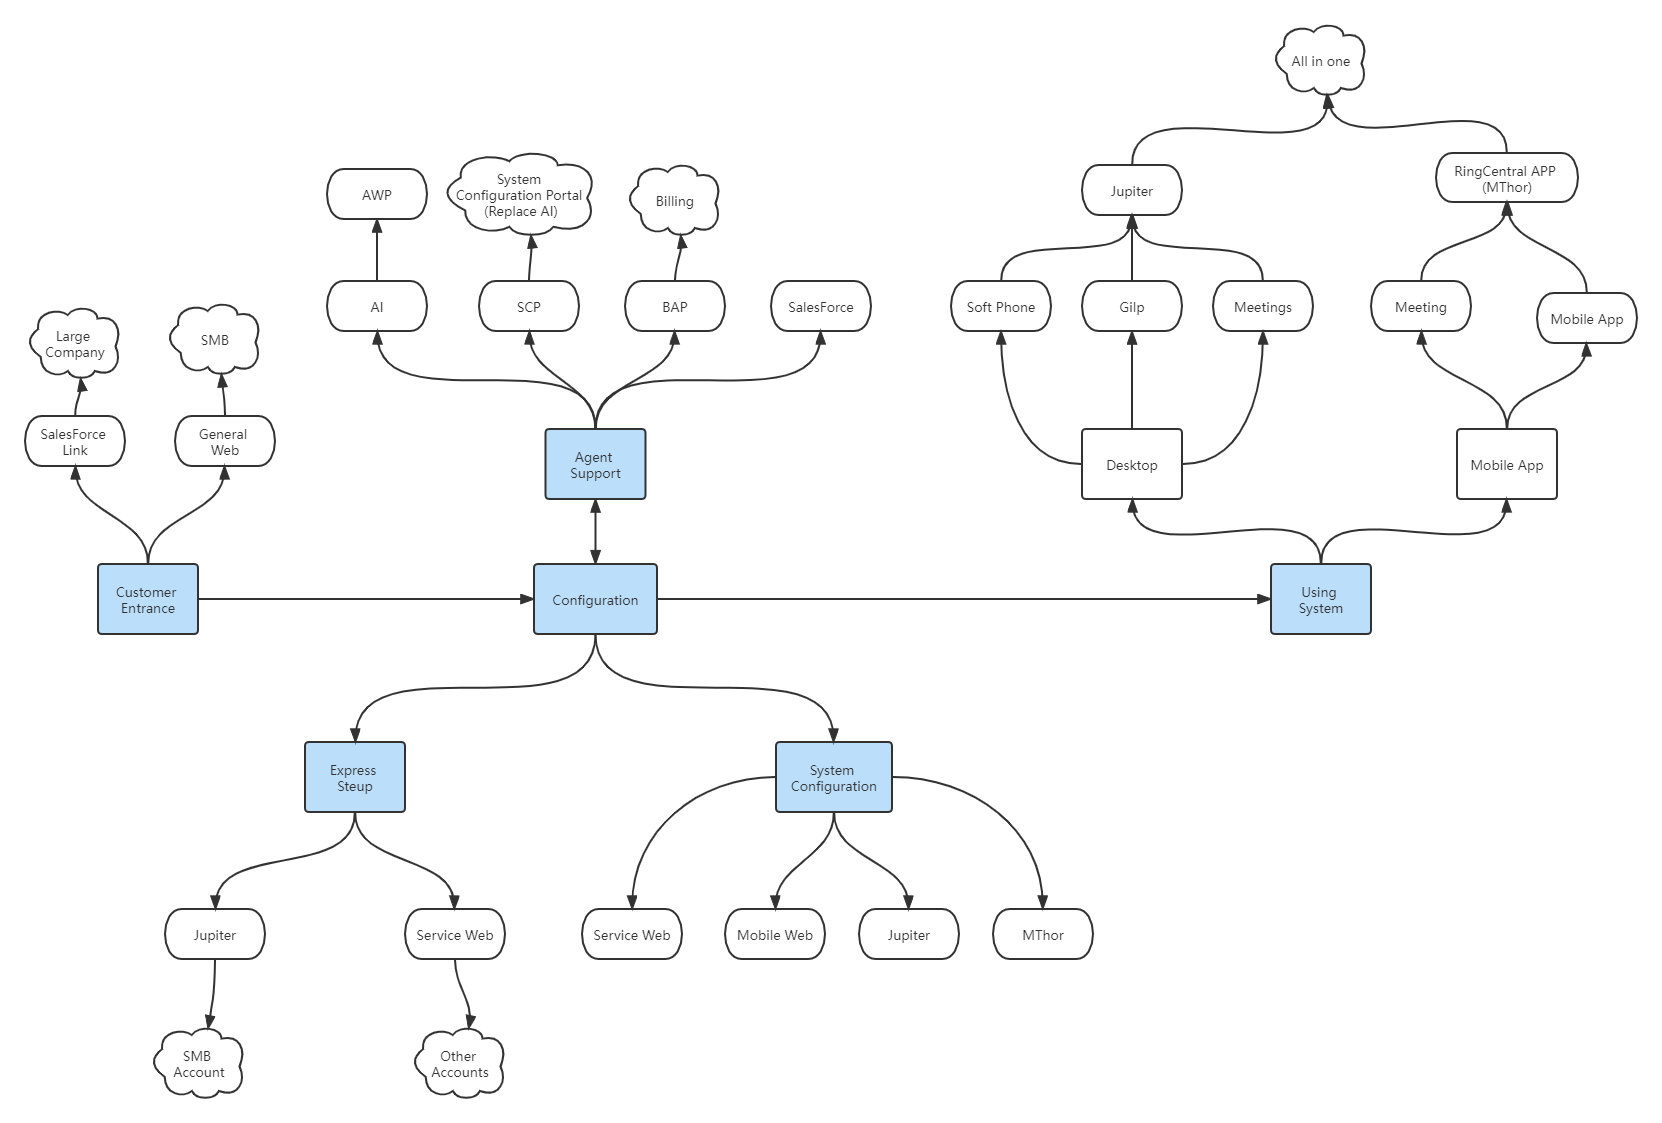 All in one
RingCentral APP
(MThor)
Jupiter
AWP
System
Configuration Portal
(Replace AI)
Billing
AI
SCP
BAP
SalesForce
Soft Phone
Gilp
Meetings
Meeting
Mobile App
Large
Company
SMB
SalesForce
Link
General
Web
Agent
Support
Desktop
Mobile App
Customer
Entrance
Configuration
Using
System
Express
Steup
System
Configuration
Jupiter
Service Web
Service Web
Mobile Web
Jupiter
MThor
SMB
Account
Other
Accounts